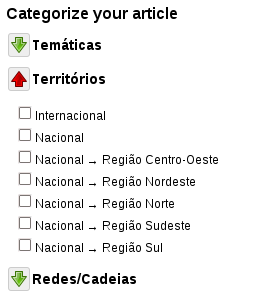 Categorize your article
Temáticas
Territórios
Internacional
Nacional
Nacional → Região Centro-Oeste
Nacional → Região Nordeste
Nacional → Região Norte
Nacional → Região Sudeste
Nacional → Região Sul
Redes/Cadeias